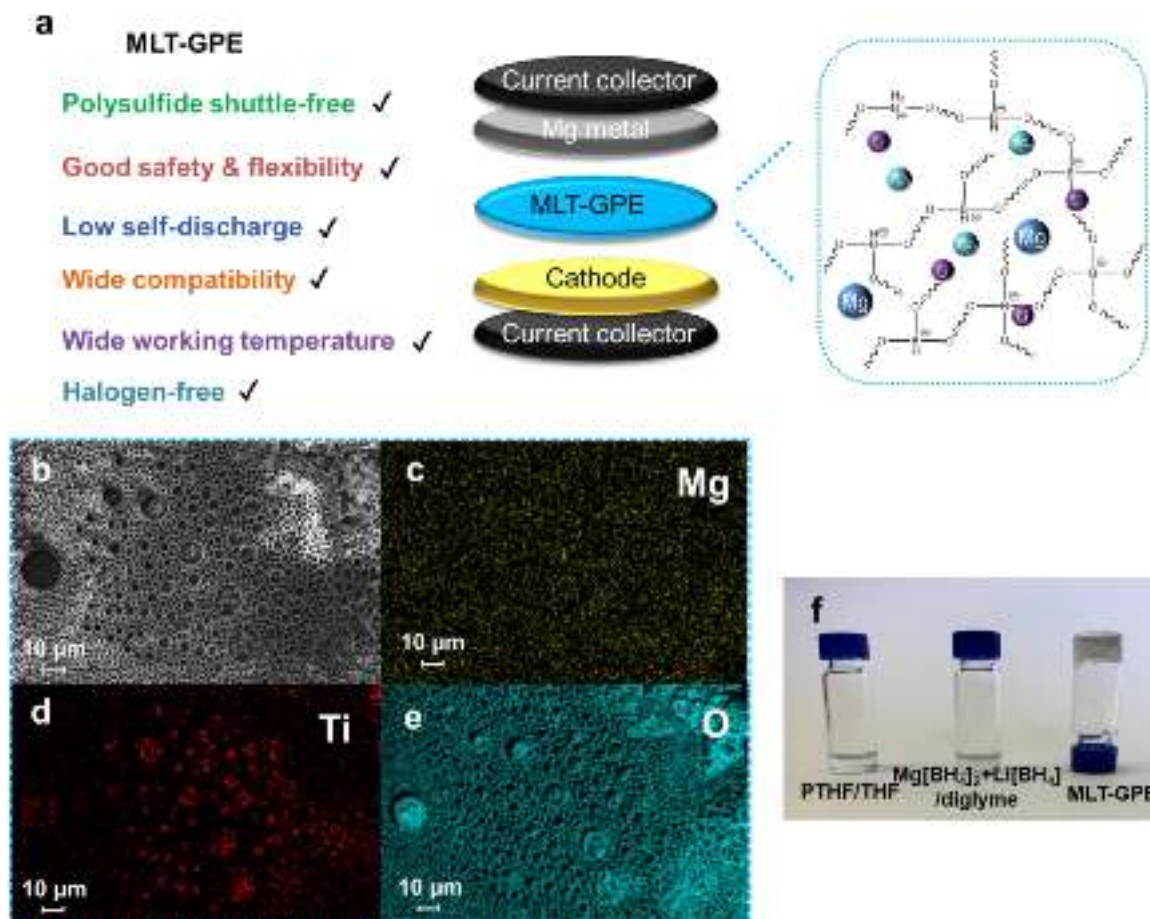 a
MLT-GPE
Polysulfide shuttle-free ✓
Good safety & flexibility ✓
Low self-discharge ✓
Wide compatibility ✓
Wide working temperature ✓
Halogen-free ✓
Current collector
Mg metal
MLT-GPE
Cathode
Current collector
Mg
Mg
b
10 µm
c
Mg
10 µm
d
Ti
10 µm
e
O
10 µm
f
PTHF/THF
Mg[BH₄]₂+Li[BH₄]
/diglyme
MLT-GPE